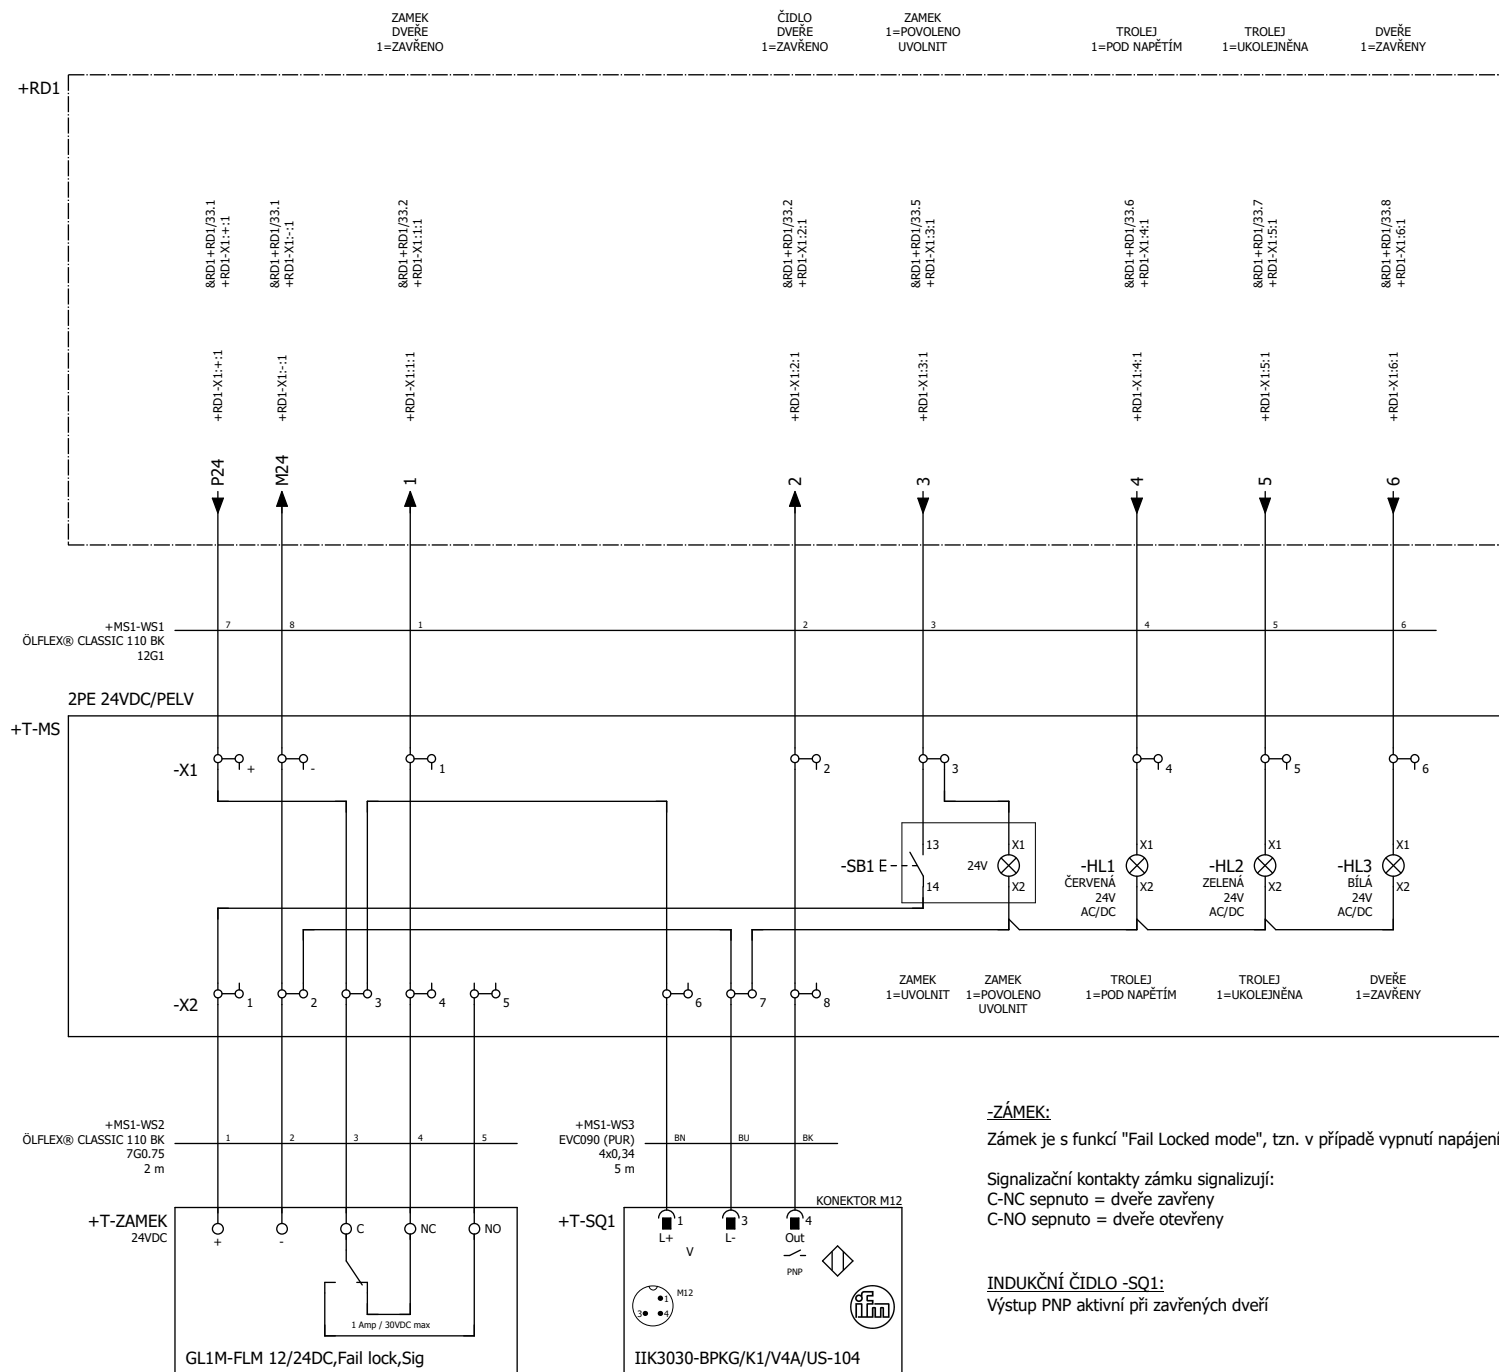 ZAMEK
DVEŘE
1=ZAVŘENO
ČIDLO
DVEŘE
1=ZAVŘENO
ZAMEK
1=POVOLENO
UVOLNIT
TROLEJ
1=POD NAPĚTÍM
TROLEJ
1=UKOLEJNĚNA
DVEŘE
1=ZAVŘENY
+RD1
&RD1+RD1/33.1
+RD1-X1:+:1
&RD1+RD1/33.1
+RD1-X1:-:1
&RD1+RD1/33.2
+RD1-X1:1:1
&RD1+RD1/33.2
+RD1-X1:2:1
&RD1+RD1/33.5
+RD1-X1:3:1
&RD1+RD1/33.6
+RD1-X1:4:1
&RD1+RD1/33.7
+RD1-X1:5:1
&RD1+RD1/33.8
+RD1-X1:6:1
+RD1-X1:+:1
+RD1-X1:-:1
+RD1-X1:1:1
+RD1-X1:2:1
+RD1-X1:3:1
+RD1-X1:4:1
+RD1-X1:5:1
+RD1-X1:6:1
P24
M24
1
2
3
4
5
6
+MS1-WS1
ÖLFLEX® CLASSIC 110 BK
12G1
7
8
1
2
3
4
5
6
2PE 24VDC/PELV
+T-MS
-X1
+
-
1
2
3
4
5
6
-SB1 E
13
14
24V
X1
X2
-HL1
ČERVENÁ
24V
AC/DC
X1
X2
-HL2
ZELENÁ
24V
AC/DC
X1
X2
-HL3
BÍLÁ
24V
AC/DC
X1
X2
-X2
1
2
3
4
5
6
7
8
ZAMEK
1=UVOLNIT
ZAMEK
1=POVOLENO
UVOLNIT
TROLEJ
1=POD NAPĚTÍM
TROLEJ
1=UKOLEJNĚNA
DVEŘE
1=ZAVŘENY
+MS1-WS2
ÖLFLEX® CLASSIC 110 BK
7G0.75
2 m
1
2
3
4
5
+MS1-WS3
EVC090 (PUR)
4x0,34
5 m
BN
BU
BK
-ZÁMEK:
Zámek je s funkcí "Fail Locked mode", tzn. v případě vypnutí napájení
Signalizační kontakty zámku signalizují:
C-NC sepnuto = dveře zavřeny
C-NO sepnuto = dveře otevřeny
INDUKČNÍ ČIDLO -SQ1:
Výstup PNP aktivní při zavřených dveří
+T-ZAMEK
24VDC
+
-
C
NC
NO
1 Amp / 30VDC max
GL1M-FLM 12/24DC,Fail lock,Sig
KONEKTOR M12
+T-SQ1
1
L+
3
L-
4
Out
V
PNP
M12
1
3
4
ifm
IIK3030-BPKG/K1/V4A/US-104